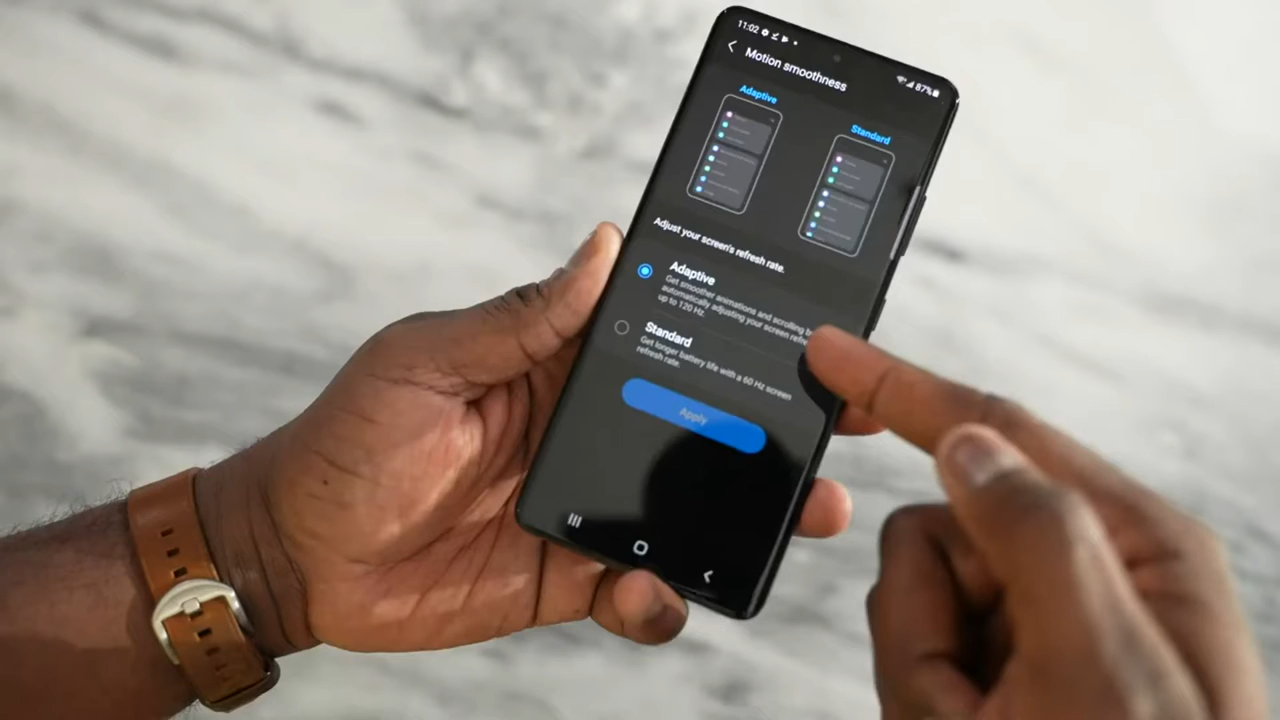 11:02
87%
Motion smoothness
Adaptive
Standard
Adjust your screen's refresh rate.
Adaptive
Get smoother animations and scrolling
automatically adjusting your screen
up to 120 Hz.
Standard
Get longer battery life with a 60 Hz screen
refresh rate.
Apply